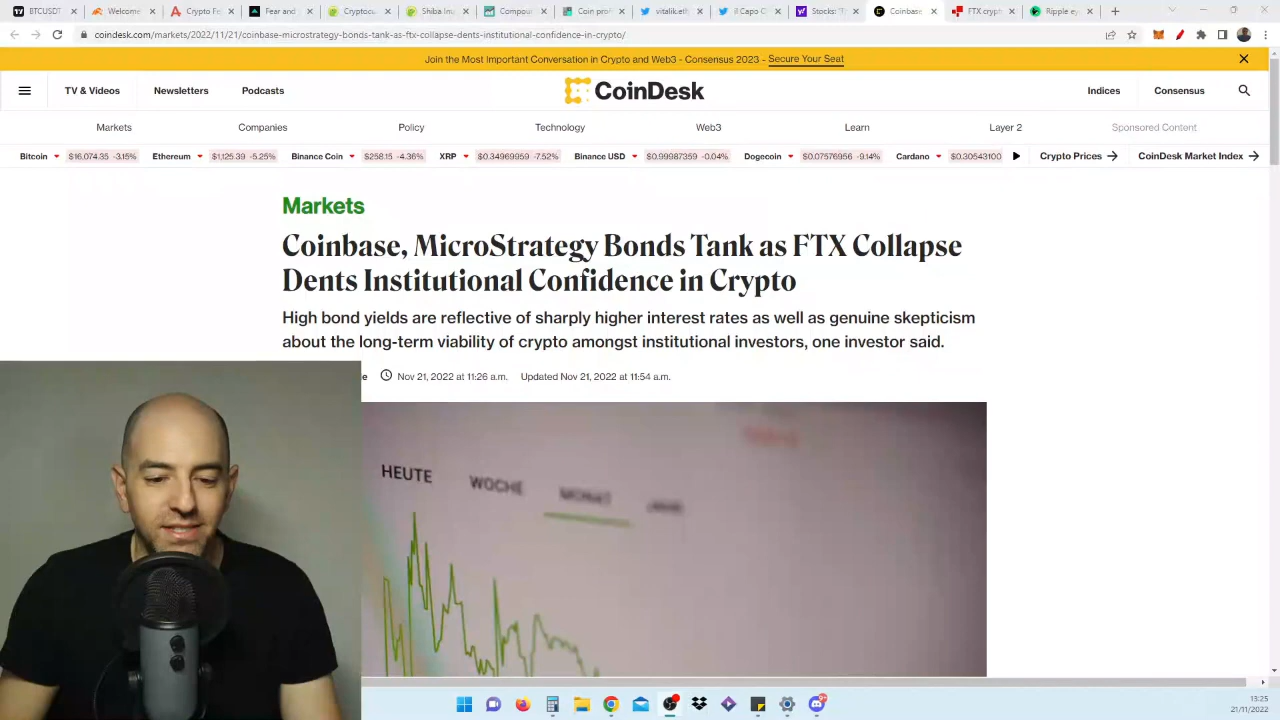 BTCUSDT
Welcome
Crypto Fe
Fear and
Cryptocu
Shiba Inu
Compou
Coin pro
vitalik.eth
il Capo C
Stocks: T
Coinbase
FTX crypt
Ripple ey
coindesk.com/markets/2022/11/21/coinbase-microstrategy-bonds-tank-as-ftx-collapse-dents-institutional-confidence-in-crypto/
Join the Most Important Conversation in Crypto and Web3 - Consensus 2023 - Secure Your Seat
TV & Videos Newsletters Podcasts CoinDesk Indices Consensus
Markets Companies Policy Technology Web3 Learn Layer 2 Sponsored Content
Bitcoin $16,074.35 -3.15% Ethereum $1,125.39 -5.25% Binance Coin $258.15 -4.36% XRP $0.34969959 -7.52% Binance USD $0.99987359 -0.04% Dogecoin $0.07576956 -9.14% Cardano $0.30543100 Crypto Prices → CoinDesk Market Index →
Markets
Coinbase, MicroStrategy Bonds Tank as FTX Collapse
Dents Institutional Confidence in Crypto
High bond yields are reflective of sharply higher interest rates as well as genuine skepticism
about the long-term viability of crypto amongst institutional investors, one investor said.
Nov 21, 2022 at 11:26 a.m. Updated Nov 21, 2022 at 11:54 a.m.
HEUTE WOCHE MONAT
13:25
21/11/2022